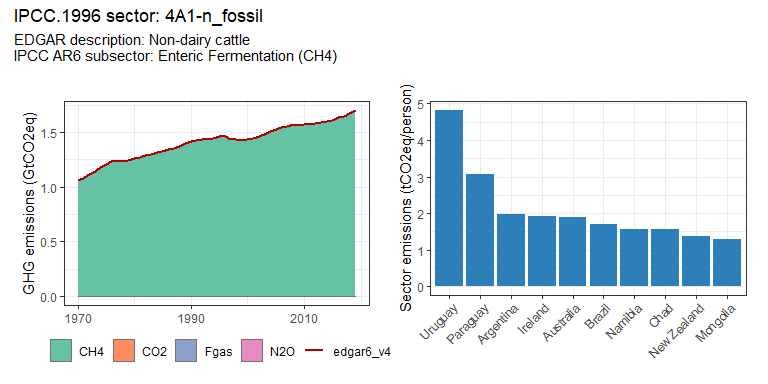 IPCC.1996 sector: 4A1-n_fossil
EDGAR description: Non-dairy cattle
IPCC AR6 subsector: Enteric Fermentation (CH4)
GHG emissions (GtCO2eq)
1.5
1.0
0.5
0.0
1970
1990
2010
CH4
CO2
Fgas
N2O
edgar6_v4
Sector emissions (tCO2eq/person)
5
4
3
2
1
0
Uruguay
Paraguay
Argentina
Ireland
Australia
Brazil
Namibia
Chad
New Zealand
Mongolia